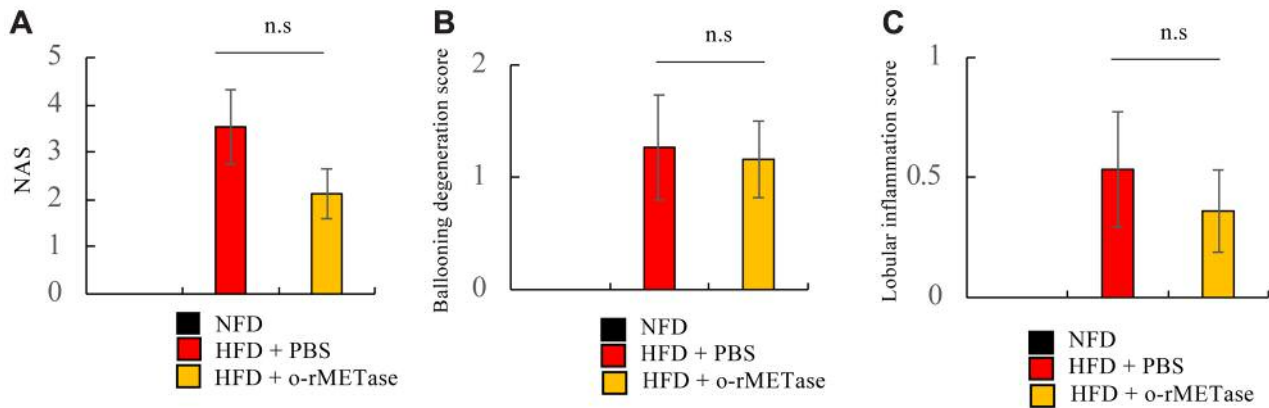 A
n.s
NAS
5
4
3
2
1
0
NFD
HFD + PBS
HFD + o-rMETase
B
n.s
Ballooning degeneration score
2
1
0
NFD
HFD + PBS
HFD + o-rMETase
C
n.s
Lobular inflammation score
1
0.5
0
NFD
HFD + PBS
HFD + o-rMETase